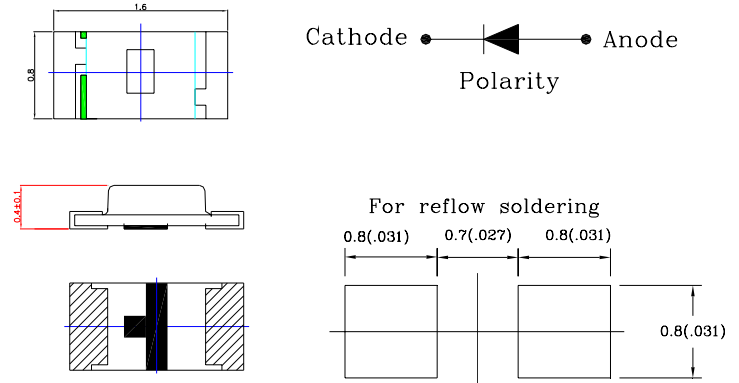 1.6
0.8
Cathode
Anode
Polarity
0.4±0.1
For reflow soldering
0.8(.031) 0.7(.027) 0.8(.031)
0.8(.031)